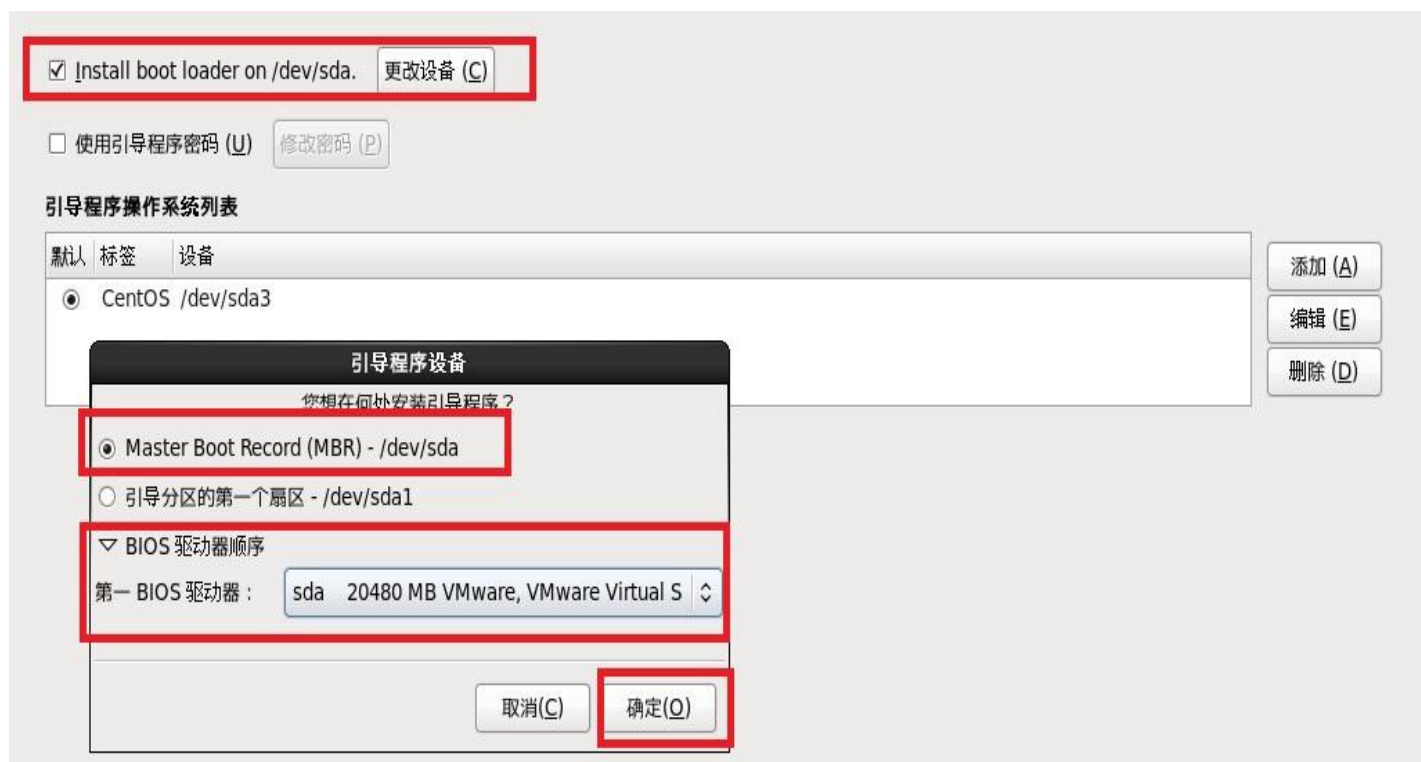 Install boot loader on /dev/sda. 更改设备 (C)
使用引导程序密码 (U) 修改密码 (P)
引导程序操作系统列表
默认 标签 设备
CentOS /dev/sda3
添加 (A)
编辑 (E)
删除 (D)
引导程序设备
您想在何处安装引导程序？
Master Boot Record (MBR) - /dev/sda
引导分区的第一个扇区 - /dev/sda1
BIOS 驱动器顺序
第一 BIOS 驱动器： sda 20480 MB VMware, VMware Virtual S
取消(C) 确定(O)